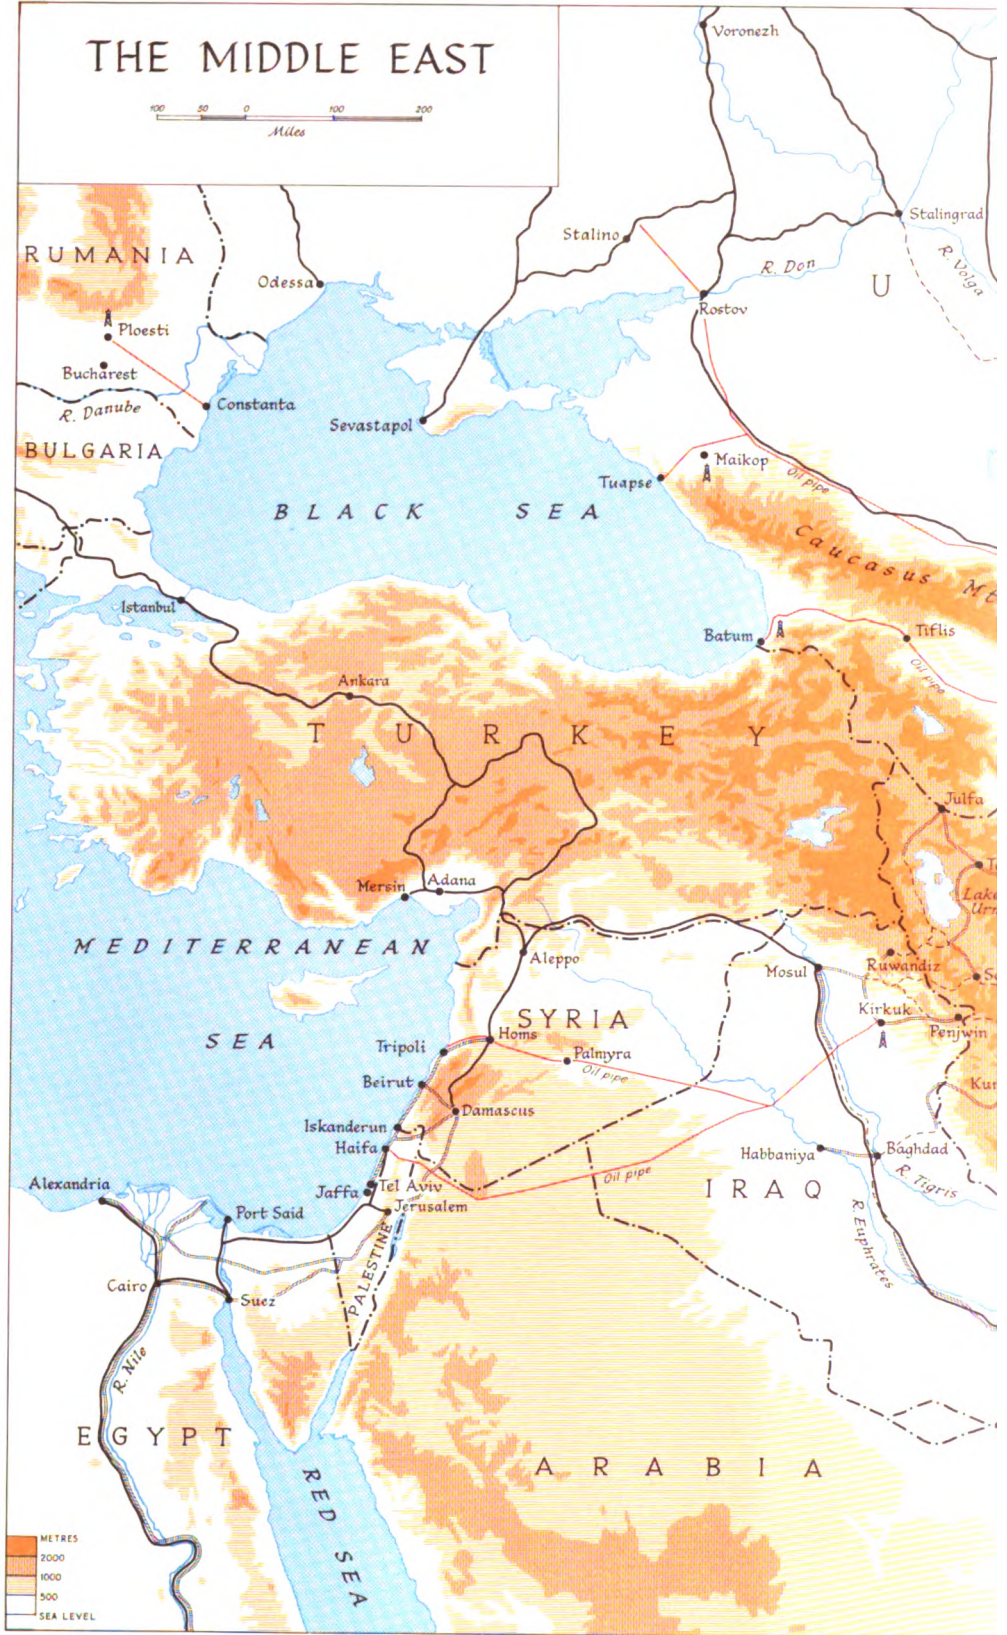 THE MIDDLE EAST
100 50 0 100 200
Miles
Voronezh
Stalingrad
Stalino
R. Don
R. Volga
U
RUMANIA
Odessa
Rostov
Ploesti
Bucharest
Constanta
R. Danube
Sevastapol
BULGARIA
Maikop
Tuapse
Oil pipe
BLACK SEA
Caucasus Mt
Istanbul
Batum
Tiflis
Oil pipe
Ankara
TURKEY
Julfa
Mersin
Adana
Lake
Urm
MEDITERRANEAN
SEA
Aleppo
Mosul
Ruwandiz
SYRIA
Kirkuk
Penjwin
Homs
Tripoli
Palmyra
Oil pipe
Beirut
Damascus
Iskanderun
Haifa
Habbaniya
Baghdad
R. Tigris
Oil pipe
IRAQ
R. Euphrates
Alexandria
Tel Aviv
Jaffa
Jerusalem
Port Said
PALESTINE
Cairo
Suez
R. Nile
EGYPT
RED SEA
ARABIA
METRES
2000
1000
500
SEA LEVEL